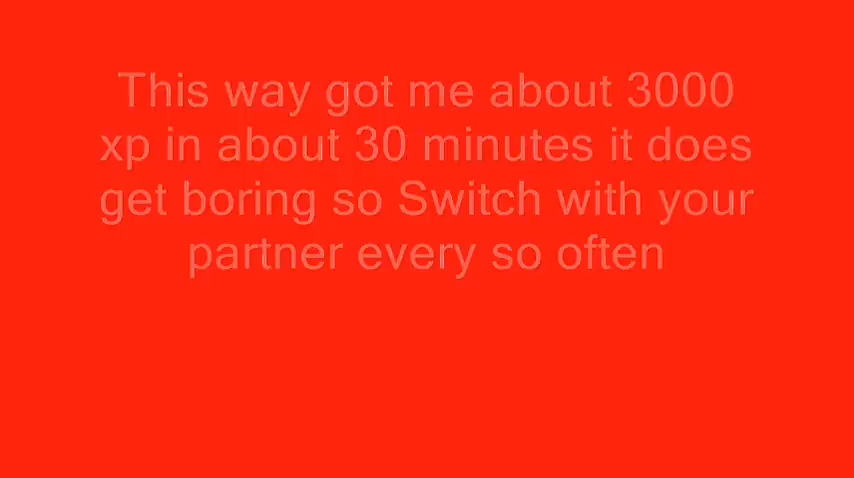 This way got me about 3000
xp in about 30 minutes it does
get boring so Switch with your
partner every so often